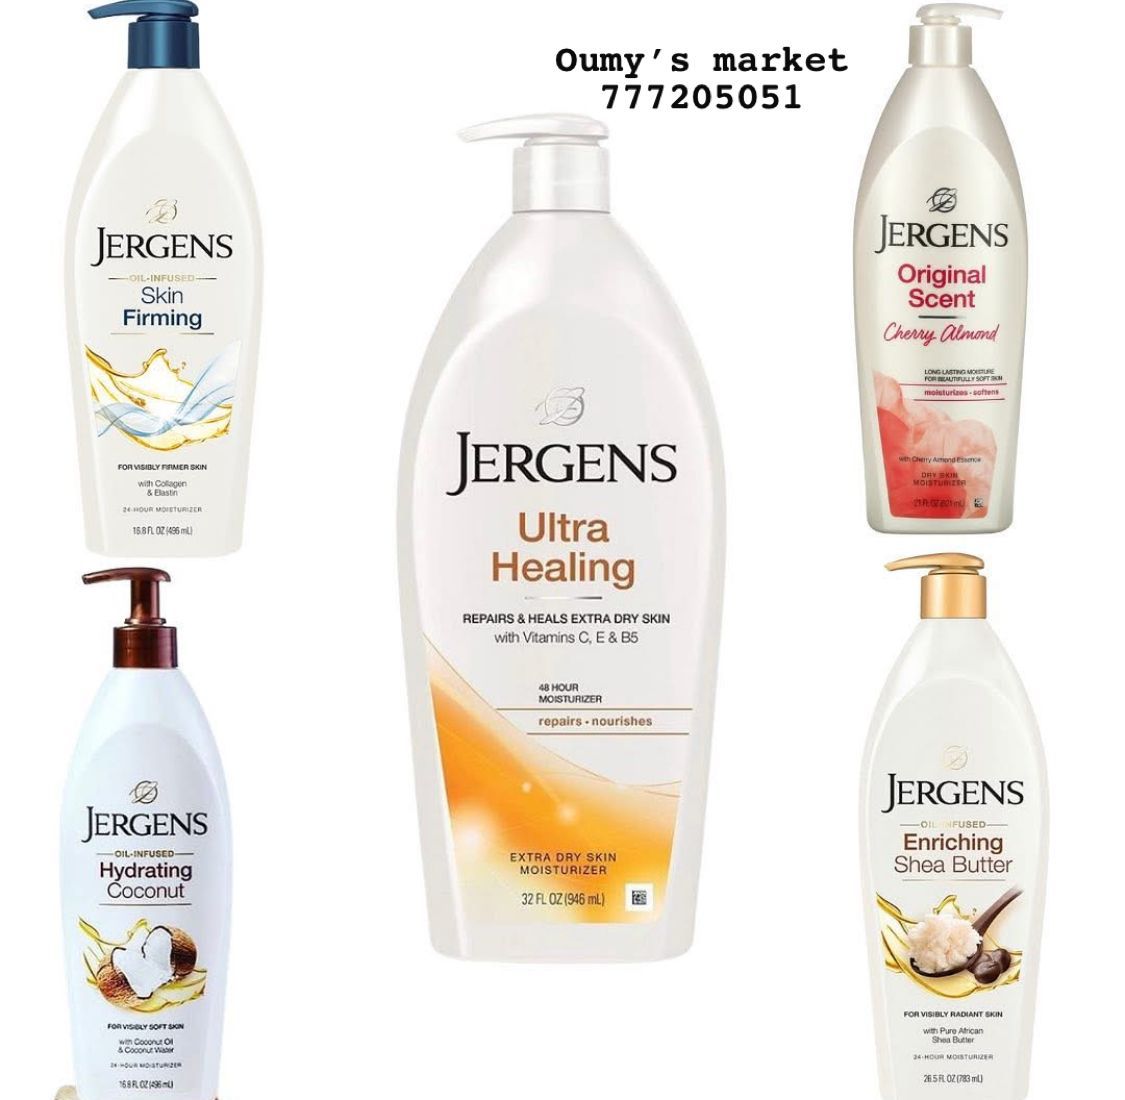 Oumy’s market
777205051
JERGENS
OIL-INFUSED
Skin
Firming
FOR VISIBLY FIRMER SKIN
with Collagen
& Elastin
24-HOUR MOISTURIZER
16.8 FL OZ (496 mL)
JERGENS
Ultra
Healing
REPAIRS & HEALS EXTRA DRY SKIN
with Vitamins C, E & B5
48 HOUR
MOISTURIZER
repairs • nourishes
EXTRA DRY SKIN
MOISTURIZER
32 FL OZ (946 mL)
JERGENS
Original
Scent
Cherry Almond
LONG LASTING MOISTURE
FOR BEAUTIFULLY SOFT SKIN
moisturizes • softens
with Cherry Almond Essence
DRY SKIN
MOISTURIZER
21 FL OZ (621 mL)
JERGENS
OIL-INFUSED
Hydrating
Coconut
FOR VISIBLY SOFT SKIN
with Coconut Oil
& Coconut Water
24-HOUR MOISTURIZER
16.8 FL OZ (496 mL)
JERGENS
OIL-INFUSED
Enriching
Shea Butter
FOR VISIBLY RADIANT SKIN
with Pure African
Shea Butter
24-HOUR MOISTURIZER
26.5 FL OZ (783 mL)